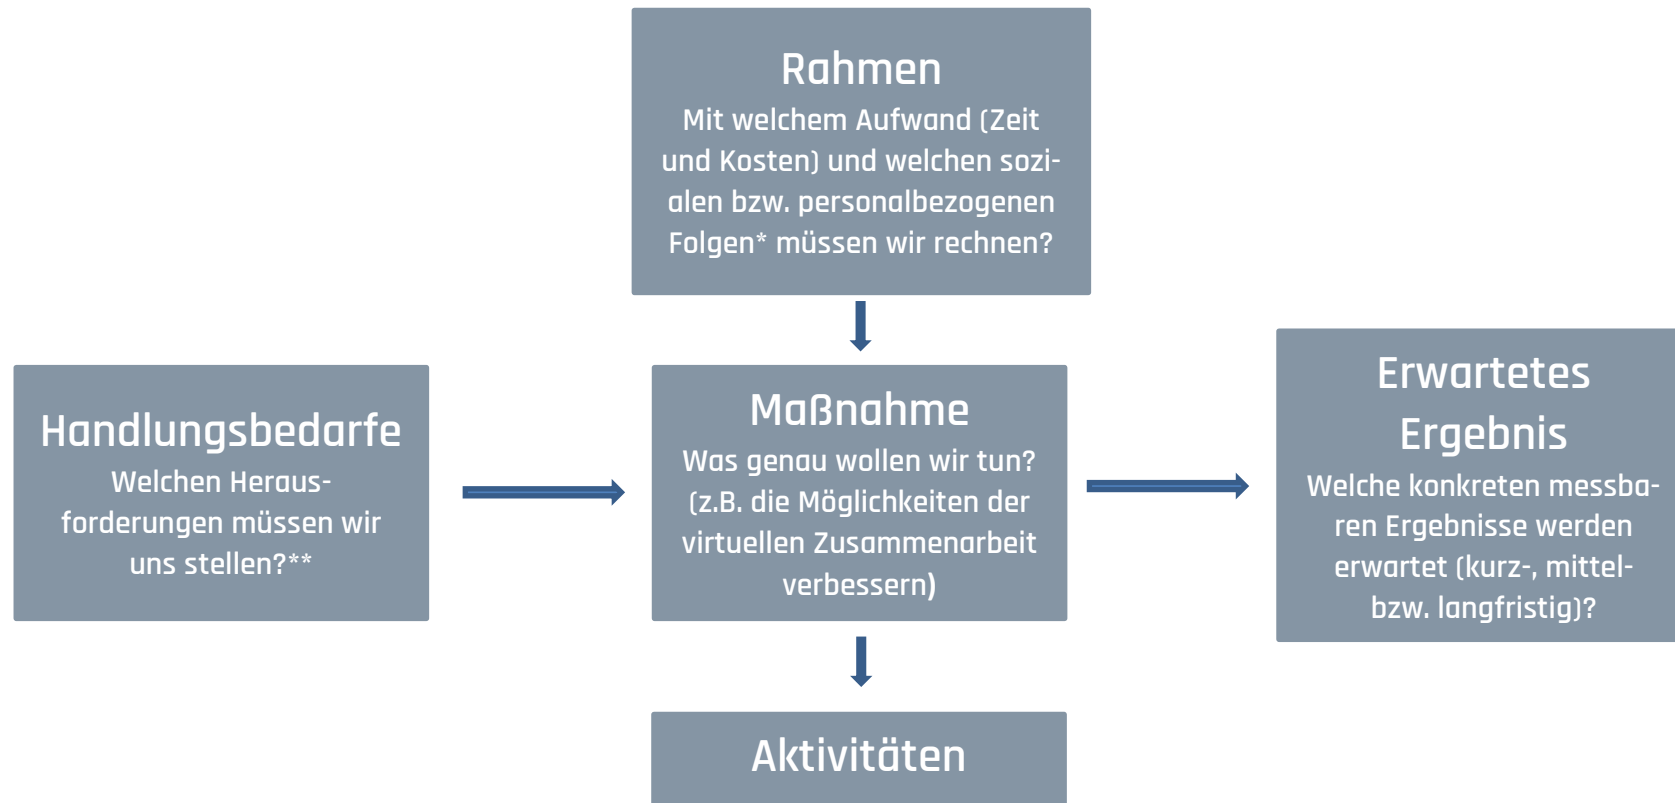 Rahmen
Mit welchem Aufwand (Zeit
und Kosten) und welchen sozi-
alen bzw. personalbezogenen
Folgen* müssen wir rechnen?
Handlungsbedarfe
Welchen Heraus-
forderungen müssen wir
uns stellen?**
Maßnahme
Was genau wollen wir tun?
(z.B. die Möglichkeiten der
virtuellen Zusammenarbeit
verbessern)
Erwartetes
Ergebnis
Welche konkreten messba-
ren Ergebnisse werden
erwartet (kurz-, mittel-
bzw. langfristig)?
Aktivitäten